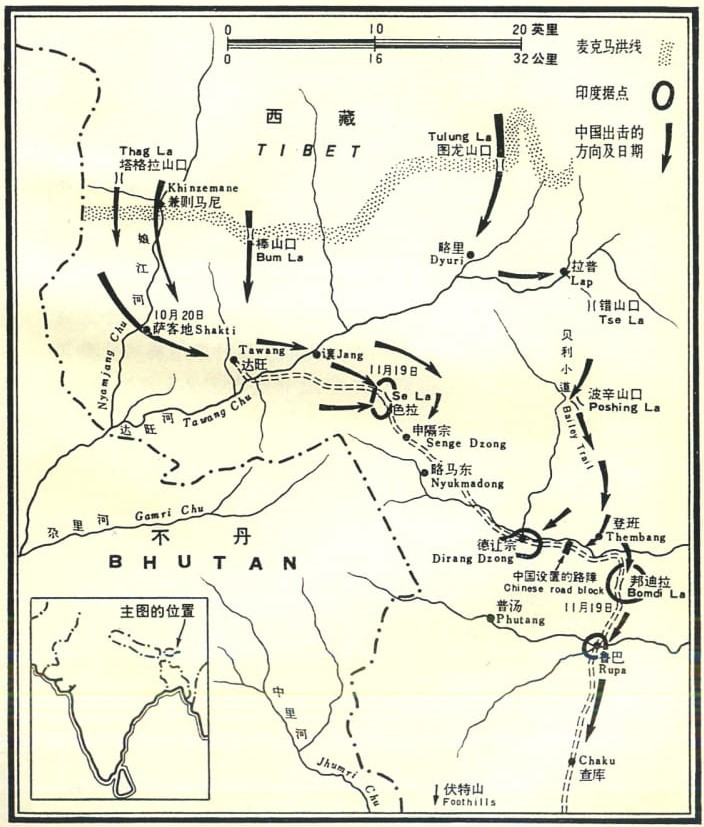 0 10 20 英里
0 16 32 公里
麦克马洪线
印度据点
中国出击的
方向及日期
西 藏
TIBET
Thag La
塔格拉山口
Khinzemane
兼则马尼
Tulung La
图龙山口
棒山口
Bum La
娘江河
Nyamjang Chu
略里
Dyuri
拉普
Lap
错山口
Tse La
10月20日
萨客地 Shakti
Tawang
达旺
让Jang
11月19日
Se La
色拉
贝利小道
Bailey Trail
波辛山口
Poshing La
达旺河 Tawang Chu
申隔宗
Senge Dzong
略马东
Nyukmadong
尕里河 Gamri Chu
不 丹
BHUTAN
德让宗
Dirang Dzong
登班
Thembang
中国设置的路障
Chinese road block
邦迪拉
Bomdi La
11月19日
普汤
Phutang
鲁巴
Rupa
主图的位置
中里河
Jhumri Chu
Chaku
查库
伏特山
Foothills